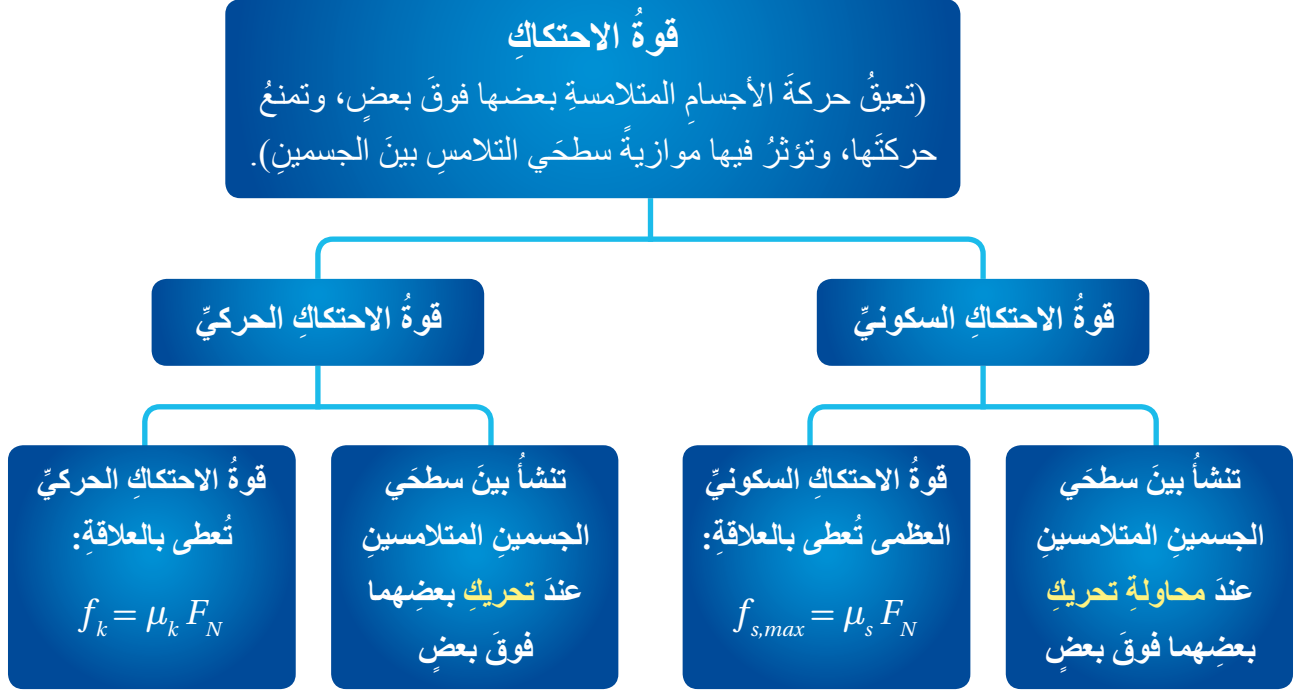 قوةُ الاحتكاكِ
(تعيقُ حركةَ الأجسامِ المتلامسةِ بعضها فوقَ بعضٍ، وتمنعُ
حركتَها، وتؤثرُ فيها موازيةً سطحَي التلامسِ بينَ الجسمينِ).
قوةُ الاحتكاكِ السكونيِّ
قوةُ الاحتكاكِ الحركيِّ
تنشأُ بينَ سطحَي
الجسمينِ المتلامسينِ
عندَ محاولةِ تحريكِ
بعضِهما فوقَ بعضٍ
قوةُ الاحتكاكِ السكونيِّ
العظمى تُعطى بالعلاقةِ:
f_{s,max} = μ_s F_N
تنشأُ بينَ سطحَي
الجسمينِ المتلامسينِ
عندَ تحريكِ بعضِهما
فوقَ بعضٍ
قوةُ الاحتكاكِ الحركيِّ
تُعطى بالعلاقةِ:
f_k = μ_k F_N